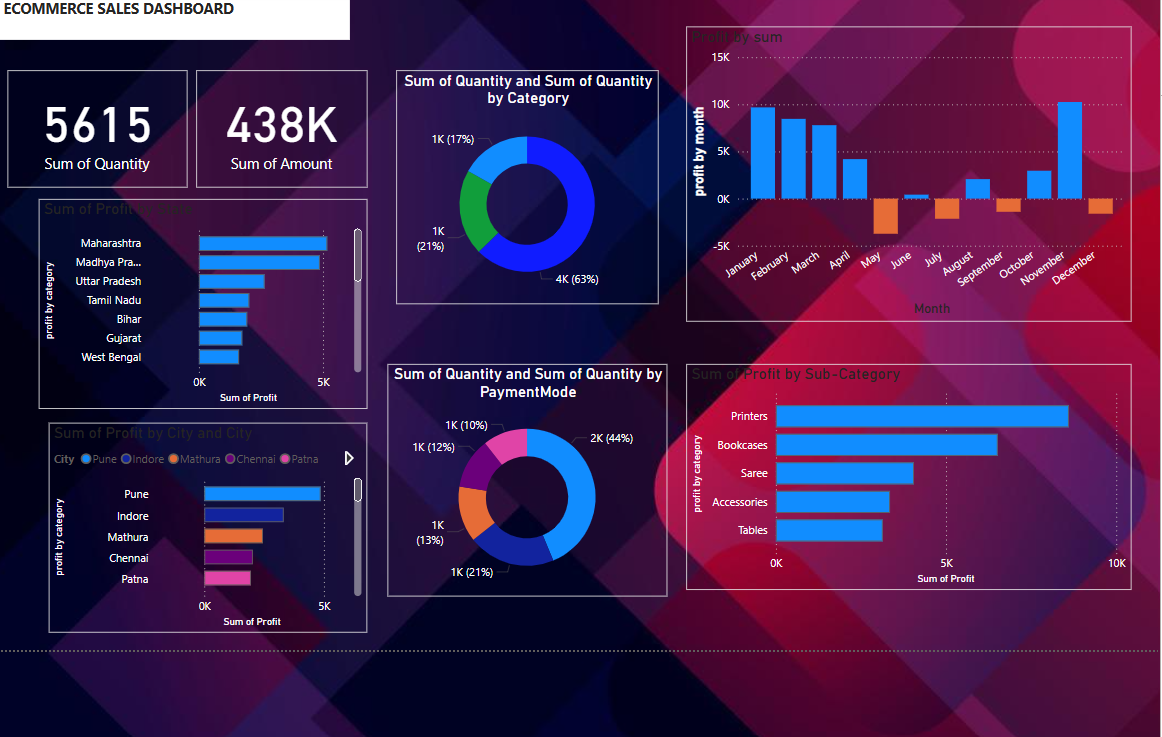 ECOMMERCE SALES DASHBOARD
5615
Sum of Quantity
438K
Sum of Amount
Sum of Profit by
profit by category
Maharashtra
Madhya Pra...
Uttar Pradesh
Tamil Nadu
Bihar
Gujarat
West Bengal
0K 5K
Sum of Profit
Sum of Profit by City and City
City Pune Indore Mathura Chennai Patna
profit by category
Pune
Indore
Mathura
Chennai
Patna
0K 5K
Sum of Profit
Sum of Quantity and Sum of Quantity
by Category
1K (17%)
1K
(21%)
4K (63%)
Sum of Quantity and Sum of Quantity by
PaymentMode
1K (10%)
2K (44%)
1K (12%)
1K
(13%)
1K (21%)
Profit by sum
profit by month
15K
10K
5K
0K
-5K
January February March April May June July August September October November December
Month
Sum of Profit by Sub-Category
profit by category
Printers
Bookcases
Saree
Accessories
Tables
0K 5K 10K
Sum of Profit